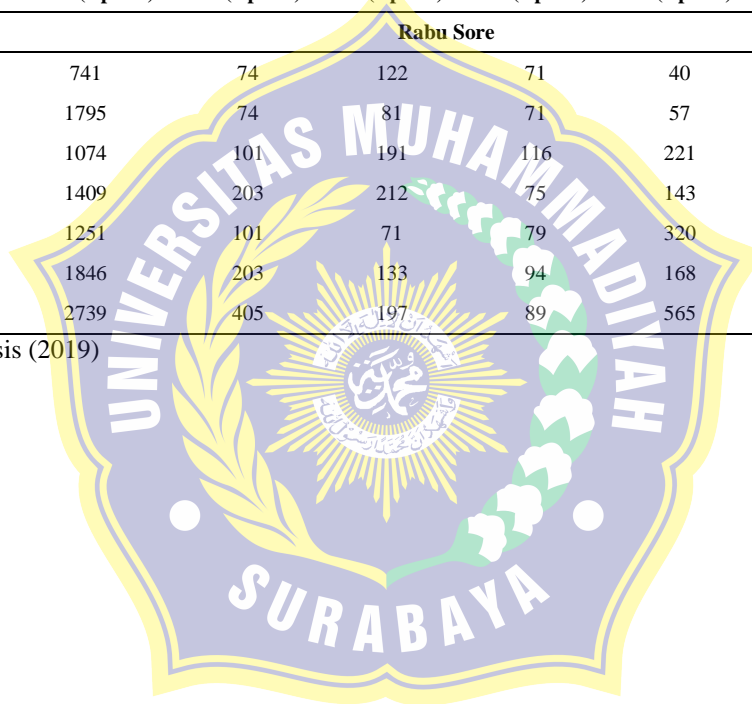 Rabu Sore
741 74 122 71 40
1795 74 81 71 57
1074 101 191 116 221
1409 203 212 75 143
1251 101 71 79 320
1846 203 133 94 168
2739 405 197 89 565
sis (2019)
UNIVERSITAS MUHAMMADIYAH
SURABAYA